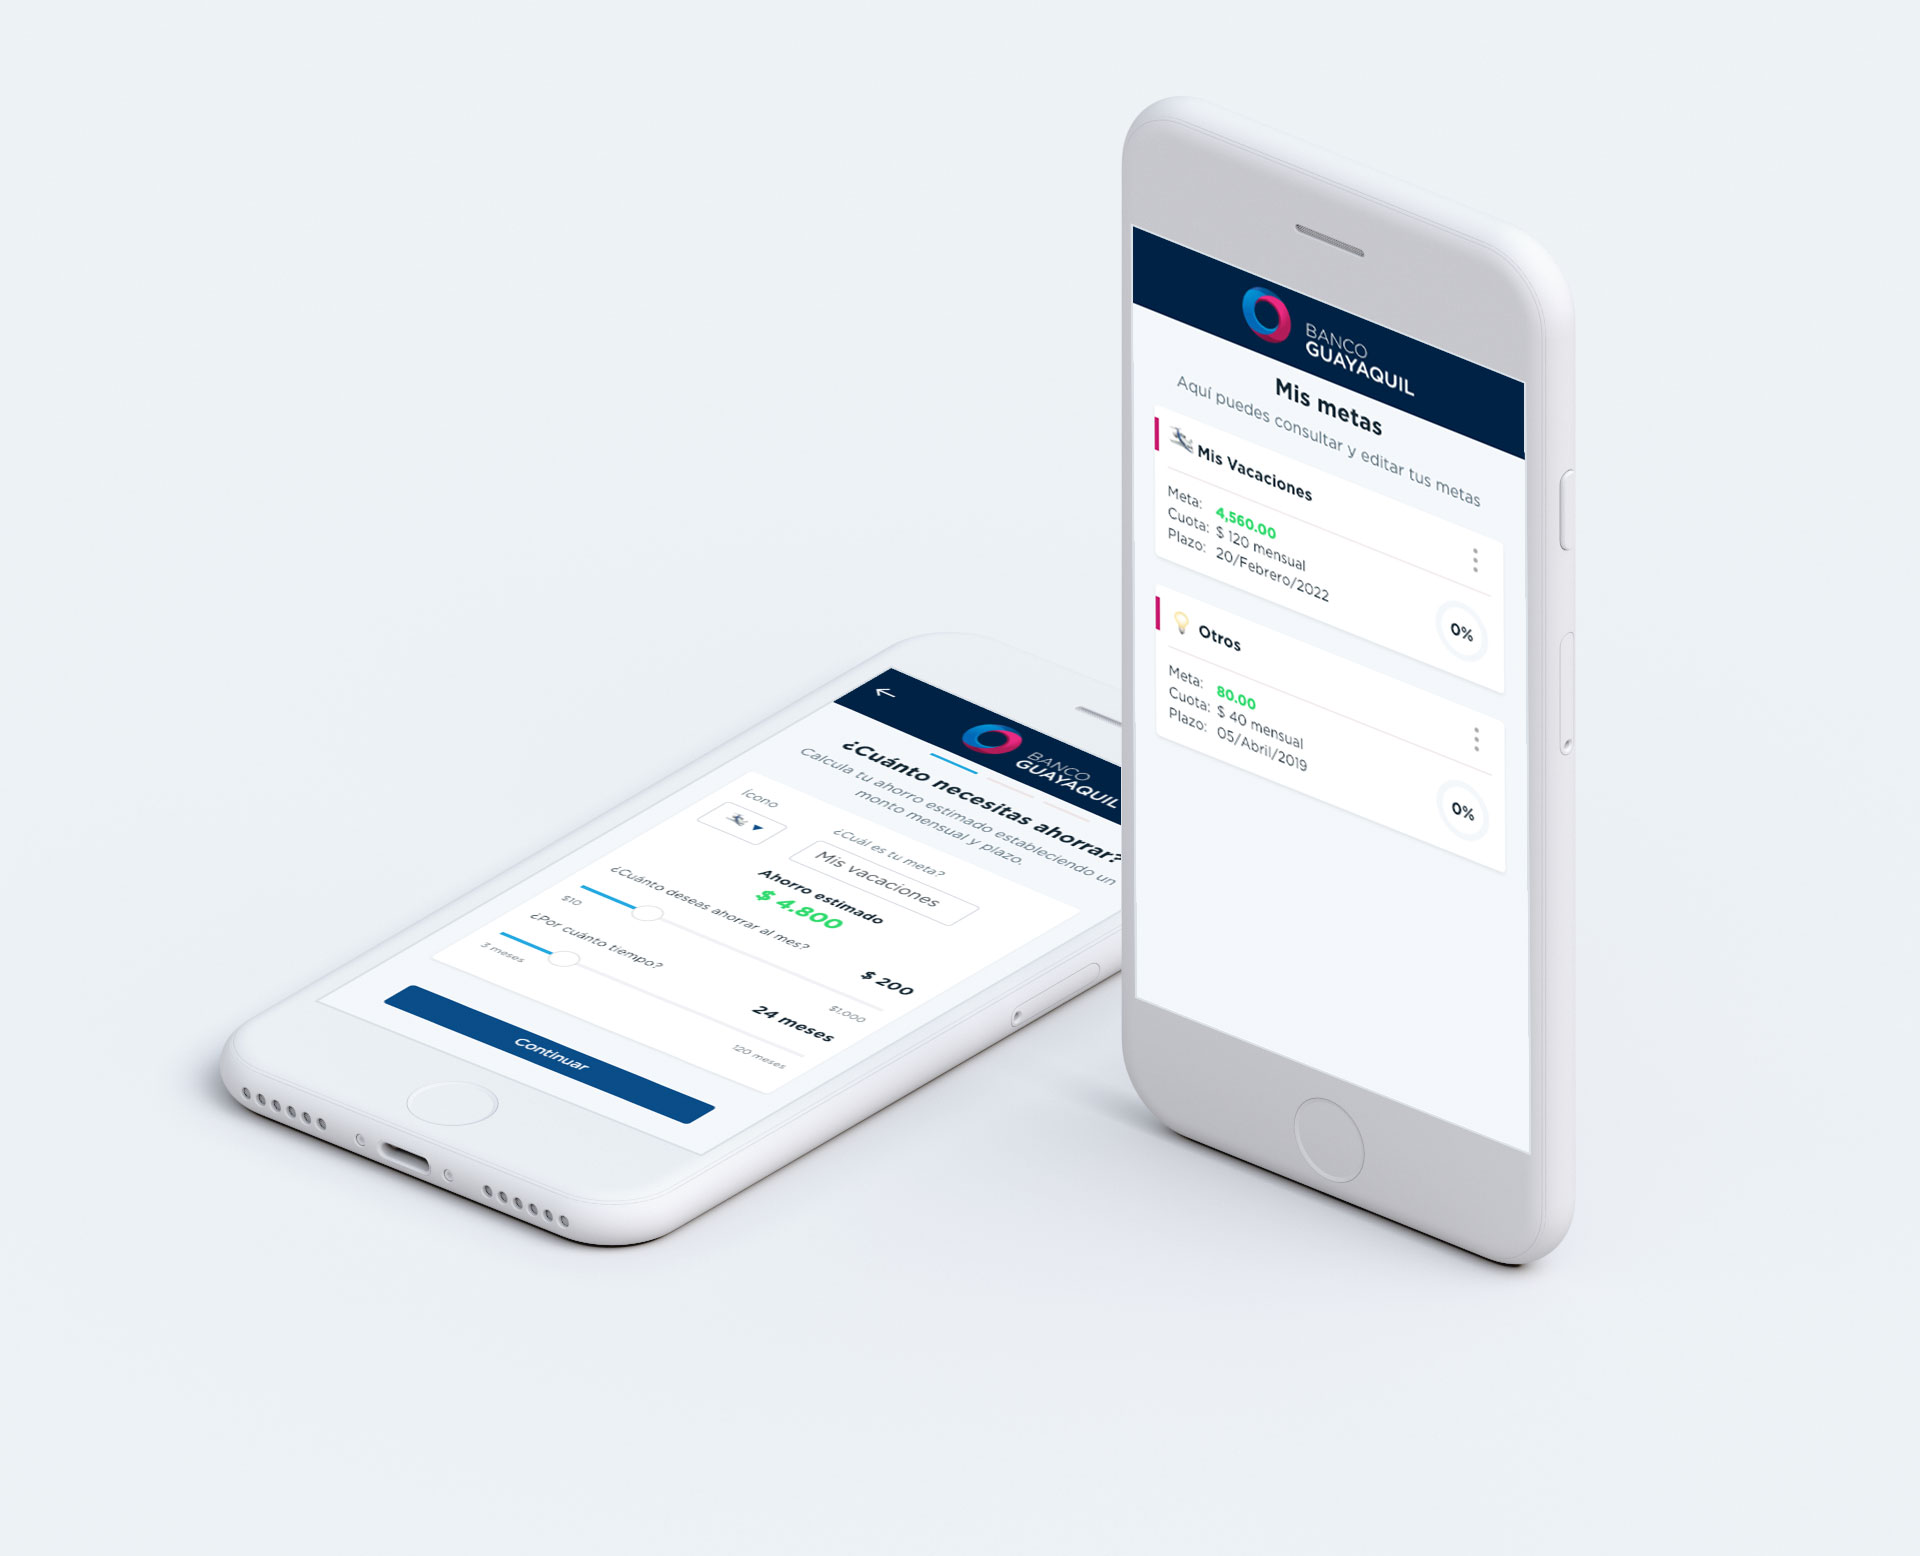 BANCO
GUAYAQUIL
¿Cuánto necesitas ahorrar?
Calcula tu ahorro estimado estableciendo un
monto mensual y plazo.
Ícono
¿Cuál es tu meta?
Mis vacaciones
Ahorro estimado
$ 4.800
¿Cuánto deseas ahorrar al mes?
$ 200
$10
$1,000
¿Por cuánto tiempo?
24 meses
3 meses
120 meses
Continuar
BANCO
GUAYAQUIL
Mis metas
Aquí puedes consultar y editar tus metas
Mis Vacaciones
Meta: 4,560.00
Cuota: $ 120 mensual
Plazo: 20/Febrero/2022
0%
Otros
Meta: 80.00
Cuota: $ 40 mensual
Plazo: 05/Abril/2019
0%